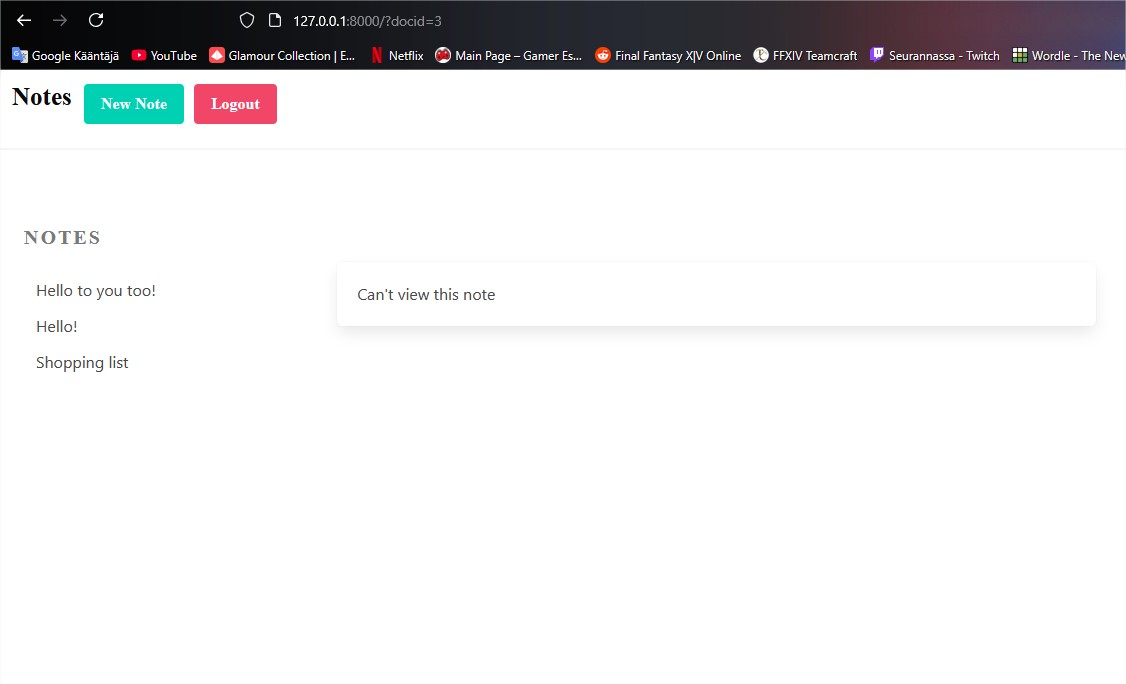 127.0.0.1:8000/?docid=3
Google Kääntäjä YouTube Glamour Collection | E... Netflix Main Page – Gamer Es... Final Fantasy X|V Online FFXIV Teamcraft Seurannassa - Twitch Wordle - The New
Notes New Note Logout
NOTES
Hello to you too!
Can't view this note
Hello!
Shopping list